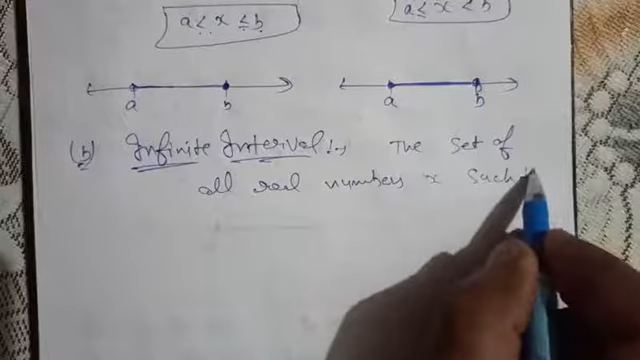 a ≤ x ≤ b
a ≤ x < b
a b
a b
(b) Infinite Interval :→ The set of
all real numbers x such